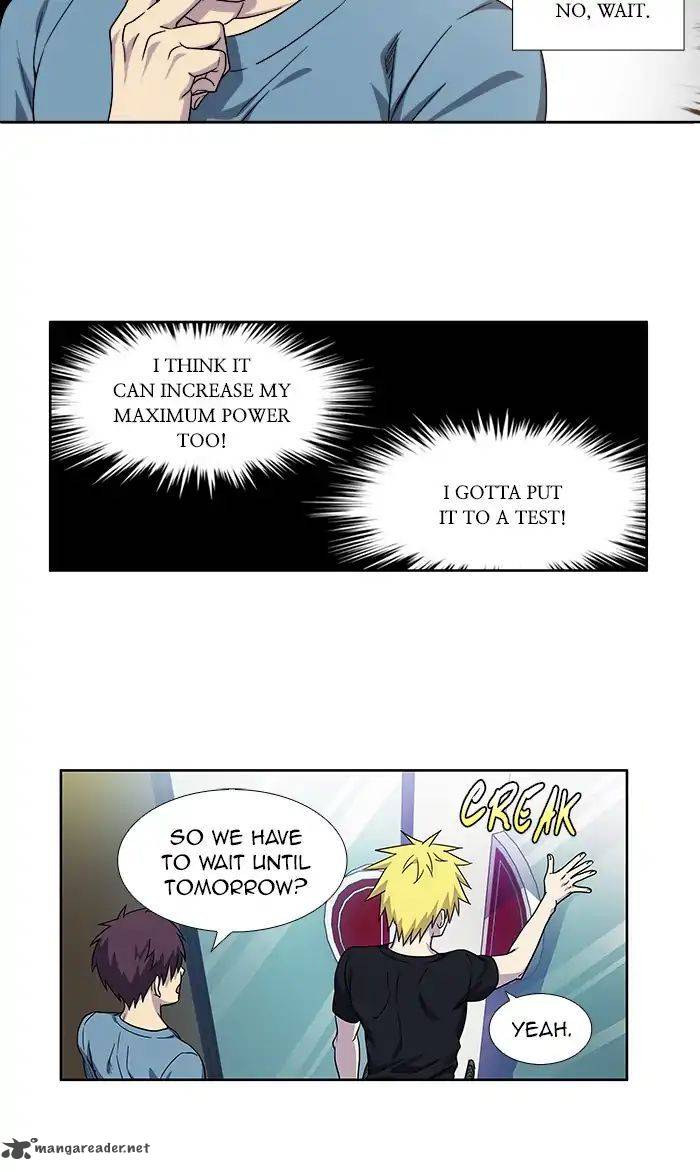 NO, WAIT.
I THINK IT
CAN INCREASE MY
MAXIMUM POWER
TOO!
I GOTTA PUT
IT TO A TEST!
CREAK
SO WE HAVE
TO WAIT UNTIL
TOMORROW?
YEAH.
mangareader.net